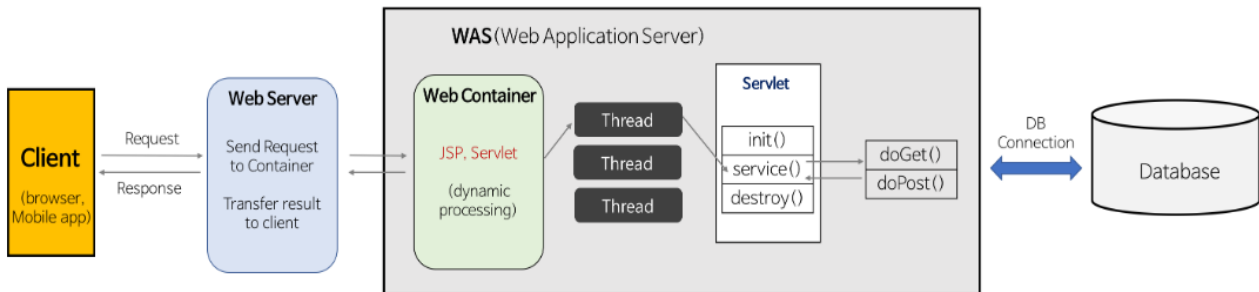 WAS(Web Application Server)
Client
(browser,
Mobile app)
Request
Response
Web Server
Send Request
to Container
Transfer result
to client
Web Container
JSP, Servlet
(dynamic
processing)
Thread
Thread
Thread
Servlet
init()
service()
destroy()
doGet()
doPost()
DB
Connection
Database